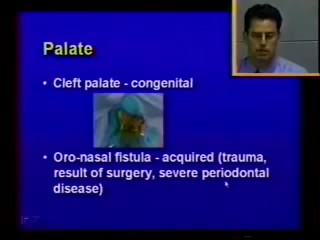 Palate
• Cleft palate - congenital
• Oro-nasal fistula - acquired (trauma,
result of surgery, severe periodontal
disease)